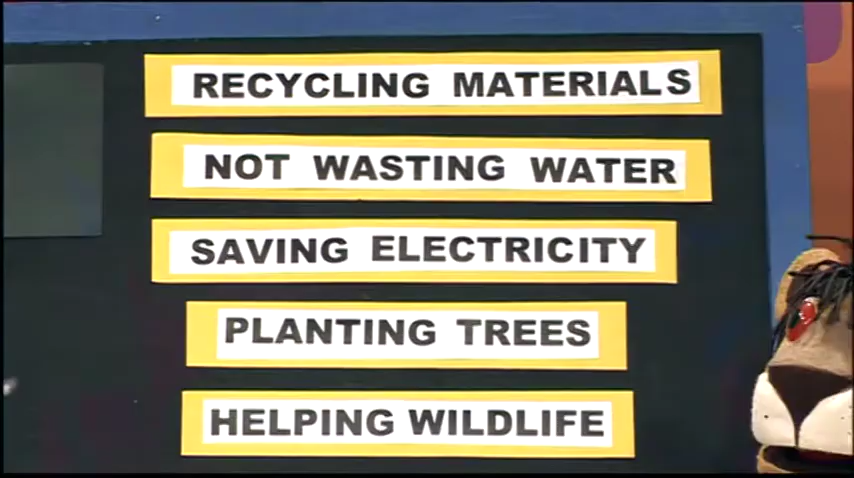 RECYCLING MATERIALS
NOT WASTING WATER
SAVING ELECTRICITY
PLANTING TREES
HELPING WILDLIFE